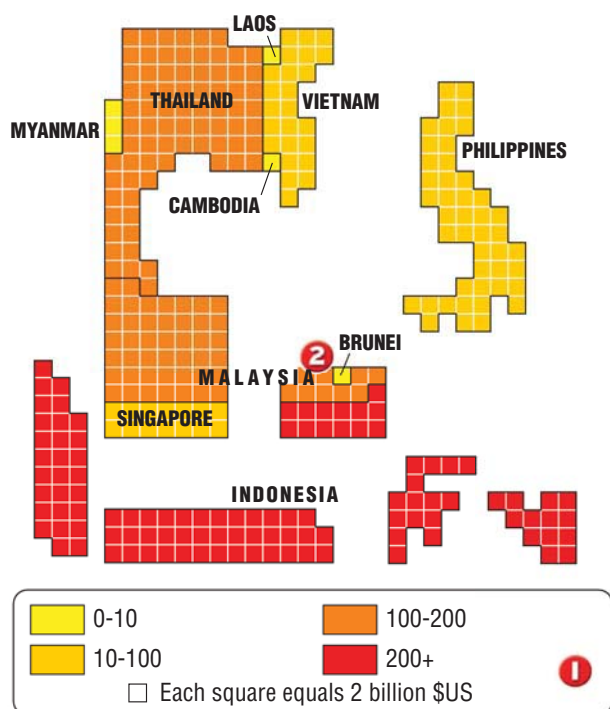 LAOS
THAILAND
VIETNAM
MYANMAR
PHILIPPINES
CAMBODIA
2
BRUNEI
MALAYSIA
SINGAPORE
INDONESIA
0-10
100-200
10-100
200+
1
Each square equals 2 billion $US